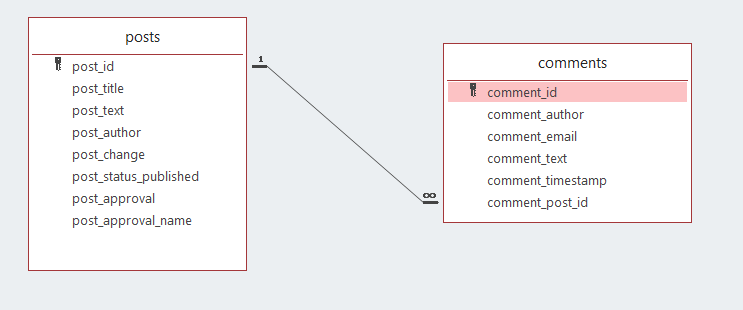 posts
post_id
post_title
post_text
post_author
post_change
post_status_published
post_approval
post_approval_name
1
∞
comments
comment_id
comment_author
comment_email
comment_text
comment_timestamp
comment_post_id